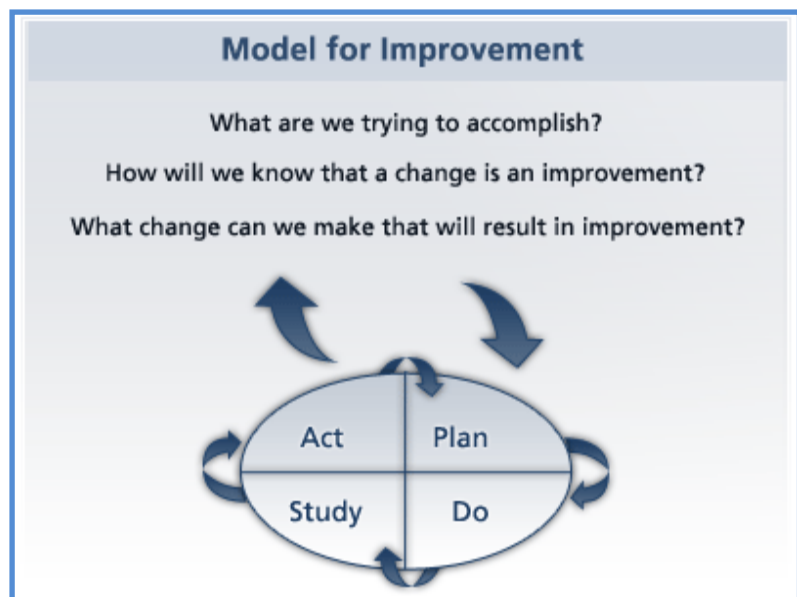 Model for Improvement
What are we trying to accomplish?
How will we know that a change is an improvement?
What change can we make that will result in improvement?
Act
Plan
Study
Do